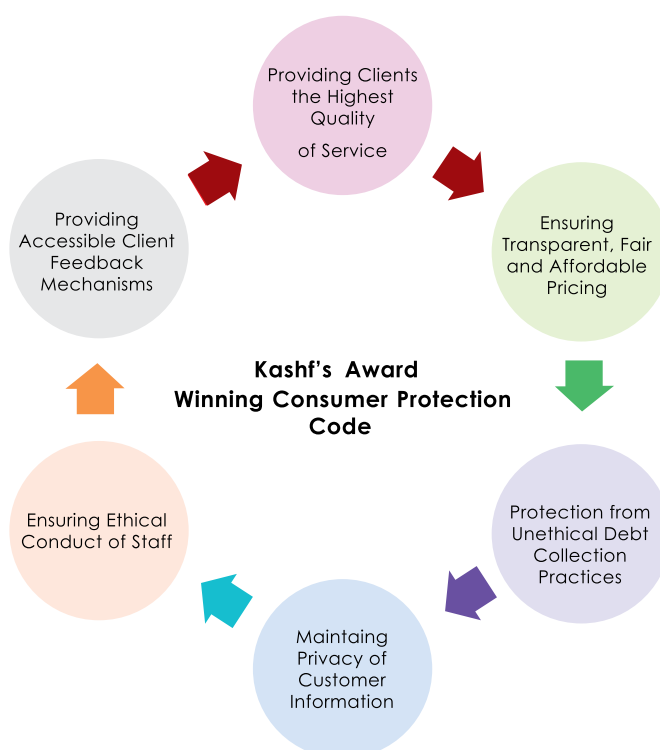 Providing Clients
the Highest
Quality
of Service
Ensuring
Transparent, Fair
and Affordable
Pricing
Protection from
Unethical Debt
Collection
Practices
Maintaing
Privacy of
Customer
Information
Ensuring Ethical
Conduct of Staff
Providing
Accessible Client
Feedback
Mechanisms
Kashf's Award
Winning Consumer Protection
Code